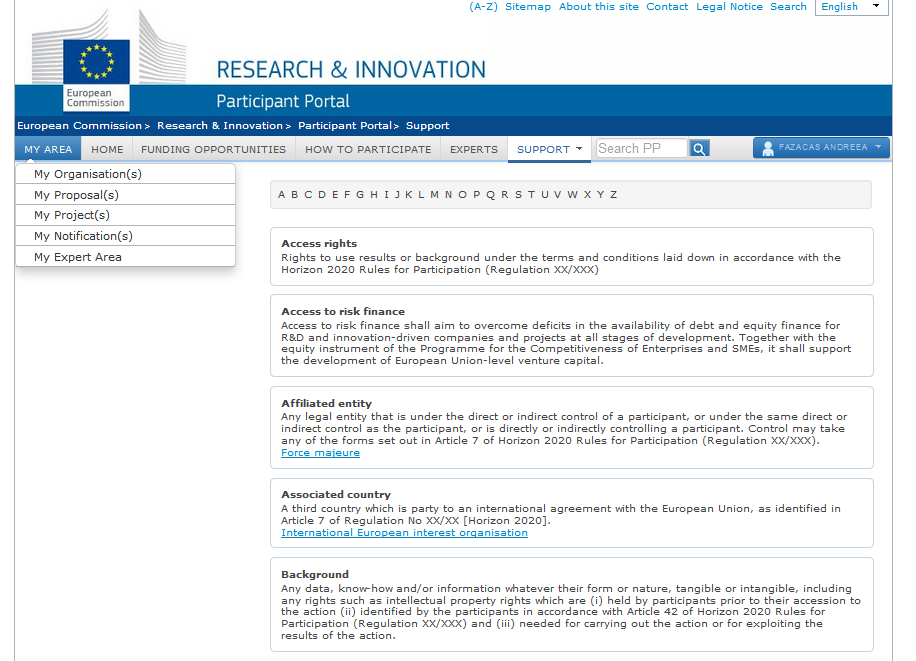 (A-Z) Sitemap About this site Contact Legal Notice Search English
RESEARCH & INNOVATION
European
Commission
Participant Portal
European Commission > Research & Innovation > Participant Portal > Support
MY AREA HOME FUNDING OPPORTUNITIES HOW TO PARTICIPATE EXPERTS SUPPORT Search PP FAZACAS ANDREEA
My Organisation(s)
My Proposal(s)
My Project(s)
My Notification(s)
My Expert Area
A B C D E F G H I J K L M N O P Q R S T U V W X Y Z
Access rights
Rights to use results or background under the terms and conditions laid down in accordance with the
Horizon 2020 Rules for Participation (Regulation XX/XXX)
Access to risk finance
Access to risk finance shall aim to overcome deficits in the availability of debt and equity finance for
R&D and innovation-driven companies and projects at all stages of development. Together with the
equity instrument of the Programme for the Competitiveness of Enterprises and SMEs, it shall support
the development of European Union-level venture capital.
Affiliated entity
Any legal entity that is under the direct or indirect control of a participant, or under the same direct or
indirect control as the participant, or is directly or indirectly controlling a participant. Control may take
any of the forms set out in Article 7 of Horizon 2020 Rules for Participation (Regulation XX/XXX).
Force majeure
Associated country
A third country which is party to an international agreement with the European Union, as identified in
Article 7 of Regulation No XX/XX [Horizon 2020].
International European interest organisation
Background
Any data, know-how and/or information whatever their form or nature, tangible or intangible, including
any rights such as intellectual property rights which are (i) held by participants prior to their accession to
the action (ii) identified by the participants in accordance with Article 42 of Horizon 2020 Rules for
Participation (Regulation XX/XXX) and (iii) needed for carrying out the action or for exploiting the
results of the action.